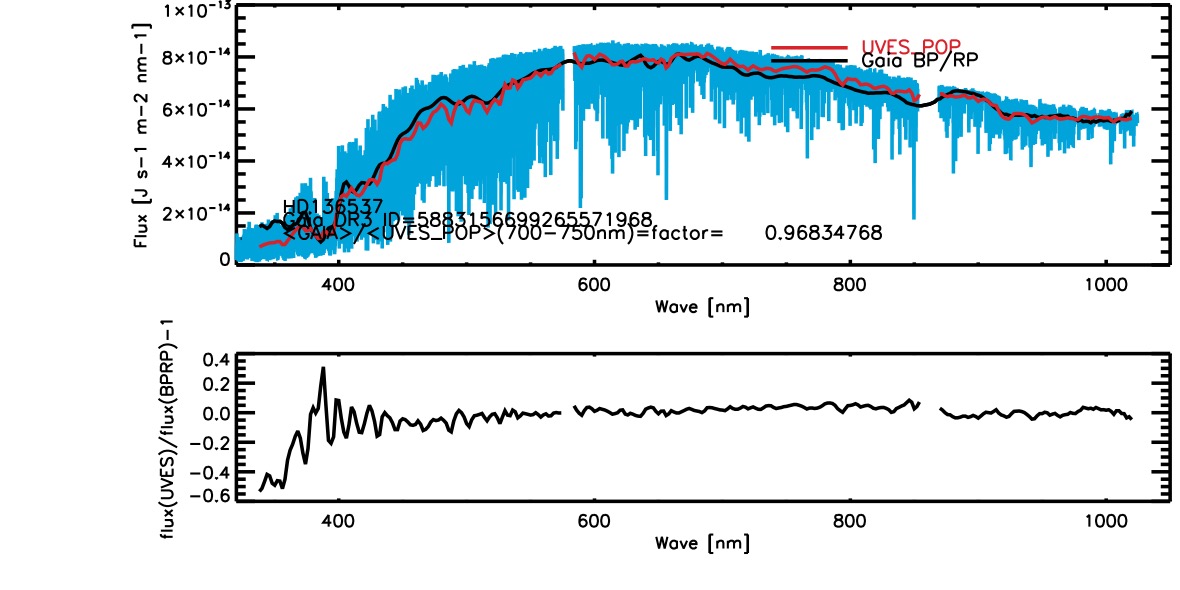 1×10−13
8×10−14
6×10−14
4×10−14
2×10−14
0
Flux [J s−1 m−2 nm−1]
UVES_POP
Gaia BP/RP
HD136537
Gaia DR3 ID=5883156699265571968
<GAIA>/<UVES_POP>(700−750nm)=factor= 0.96834768
400 600 800 1000
Wave [nm]
flux(UVES)/flux(BPRP)−1
0.4
0.2
0.0
−0.2
−0.4
−0.6
400 600 800 1000
Wave [nm]